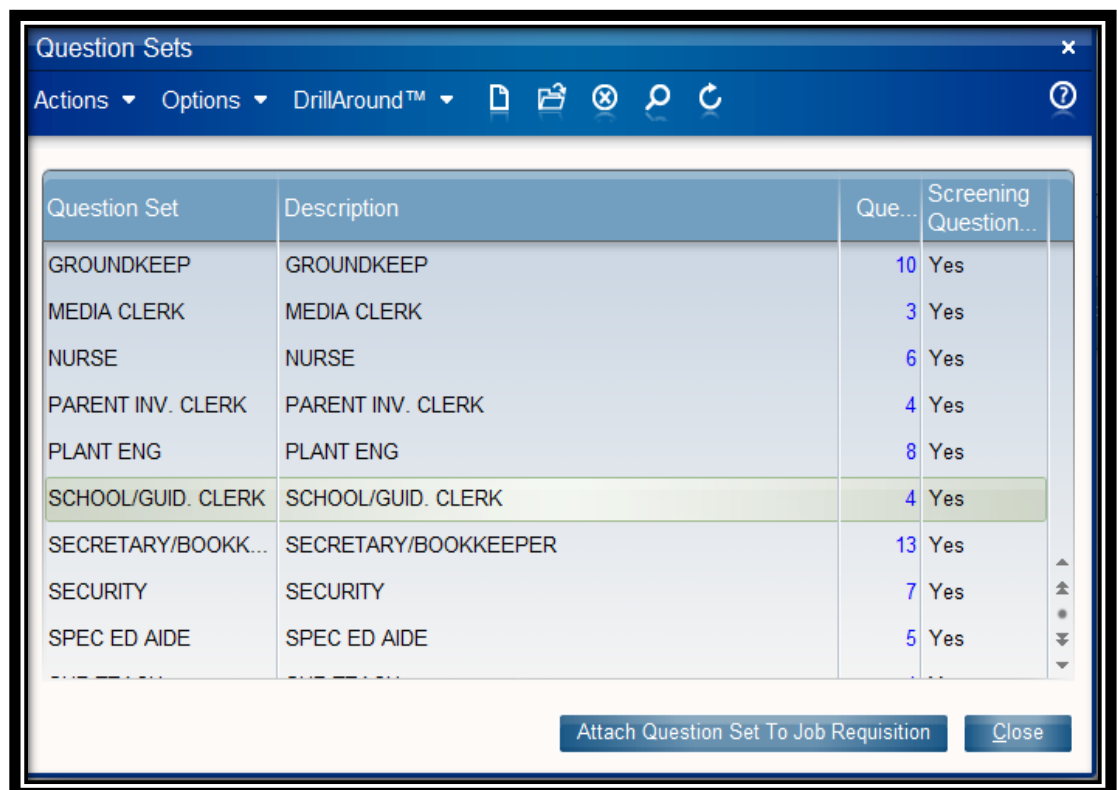 Question Sets
Actions Options DrillAround™
Question Set Description Que... Screening Question...
GROUNDKEEP GROUNDKEEP 10 Yes
MEDIA CLERK MEDIA CLERK 3 Yes
NURSE NURSE 6 Yes
PARENT INV. CLERK PARENT INV. CLERK 4 Yes
PLANT ENG PLANT ENG 8 Yes
SCHOOL/GUID. CLERK SCHOOL/GUID. CLERK 4 Yes
SECRETARY/BOOKK... SECRETARY/BOOKKEEPER 13 Yes
SECURITY SECURITY 7 Yes
SPEC ED AIDE SPEC ED AIDE 5 Yes
Attach Question Set To Job Requisition Close